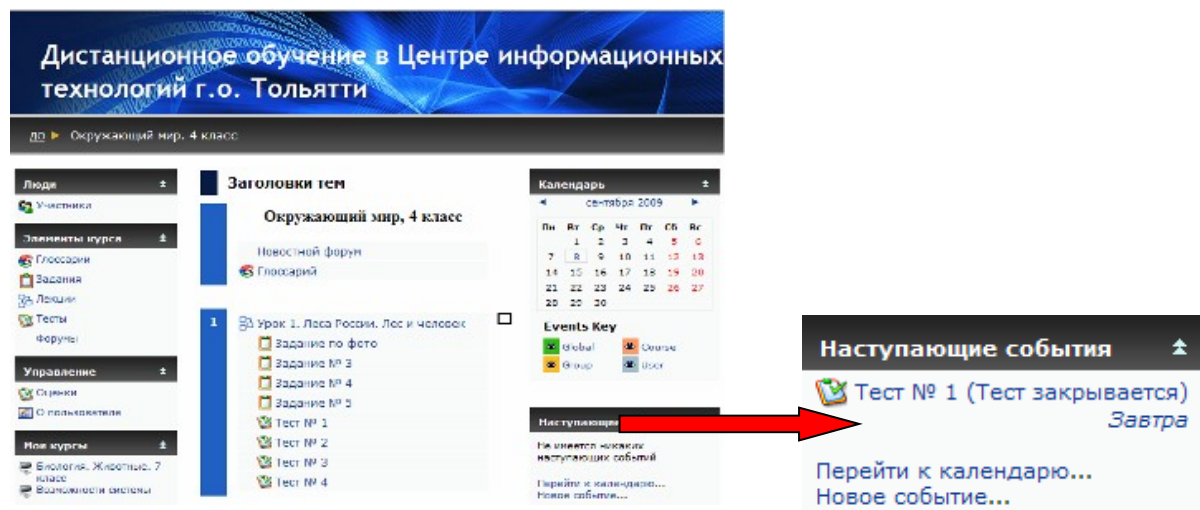 Дистанционное обучение в Центре информационных
технологий г.о. Тольятти
до ► Окружающий мир, 4 класс
Люди
Участники
Элементы курса
Глоссарии
Задания
Лекции
Тесты
Форумы
Управление
Оценки
О пользователе
Мои курсы
Биология. Животные. 7
класс
Возможности системы
Заголовки тем
Окружающий мир, 4 класс
Новостной форум
Глоссарий
1
Урок 1. Леса России. Лес и человек
Задание по фото
Задание № 3
Задание № 4
Задание № 5
Тест № 1
Тест № 2
Тест № 3
Тест № 4
Календарь
◄ сентября 2009 ►
Пн Вт Ср Чт Пт Сб Вс
1 2 3 4 5 6
7 8 9 10 11 12 13
14 15 16 17 18 19 20
21 22 23 24 25 26 27
28 29 30
Events Key
Global Course
Group User
Наступающие
Не имеется никаких
наступающих событий
Перейти к календарю...
Новое событие...
Наступающие события
Тест № 1 (Тест закрывается)
Завтра
Перейти к календарю...
Новое событие...